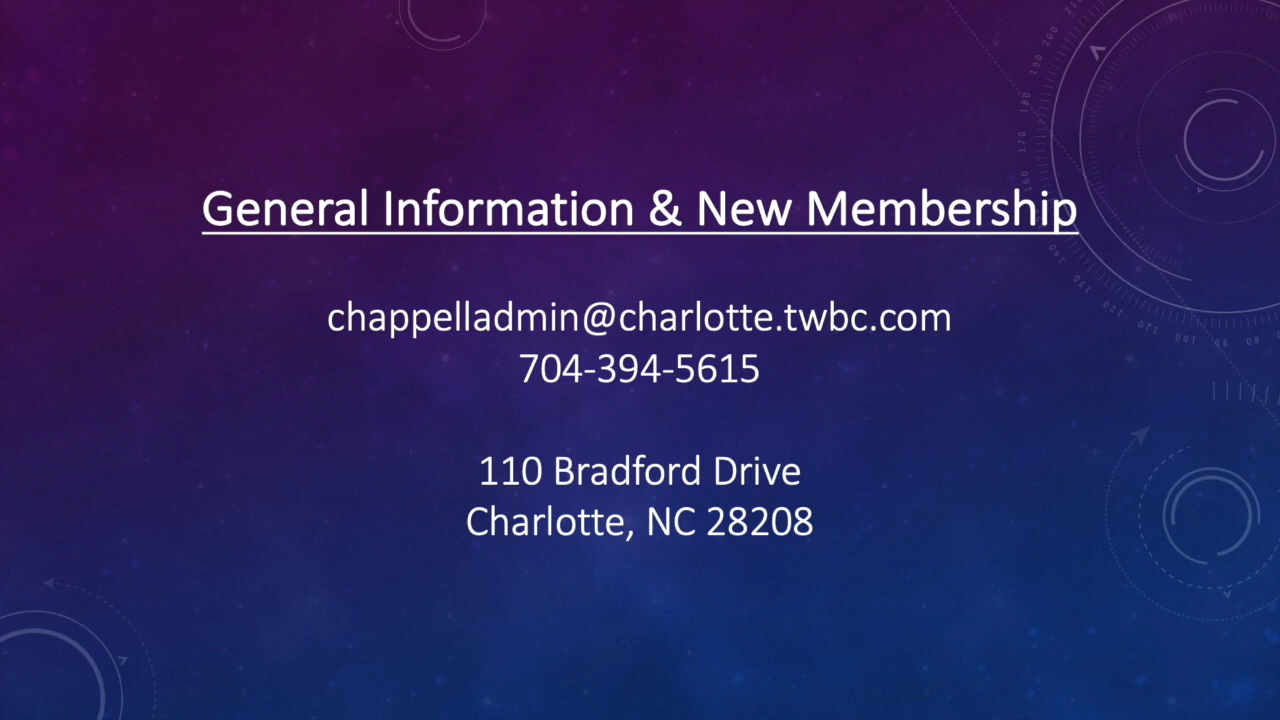 General Information & New Membership
chappelladmin@charlotte.twbc.com
704-394-5615
110 Bradford Drive
Charlotte, NC 28208